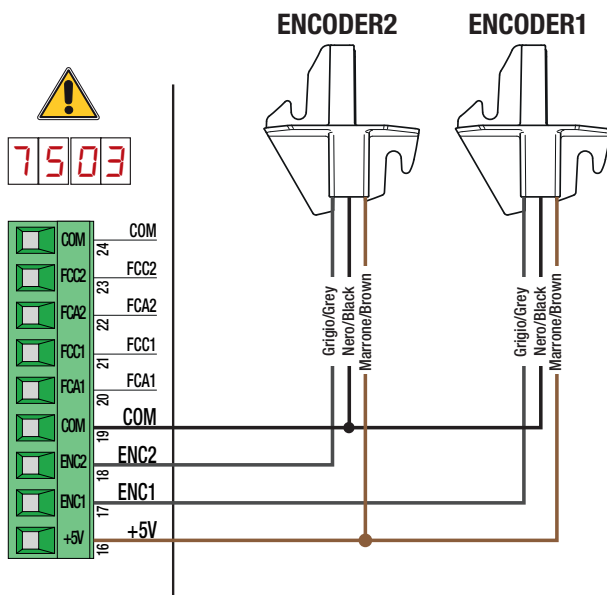 ENCODER2
ENCODER1
7503
Grigio/Grey
Nero/Black
Marrone/Brown
Grigio/Grey
Nero/Black
Marrone/Brown
COM 24 COM
FCC2 23 FCC2
FCA2 22 FCA2
FCC1 21 FCC1
FCA1 20 FCA1
COM 19 COM
ENC2 18 ENC2
ENC1 17 ENC1
+5V 16 +5V